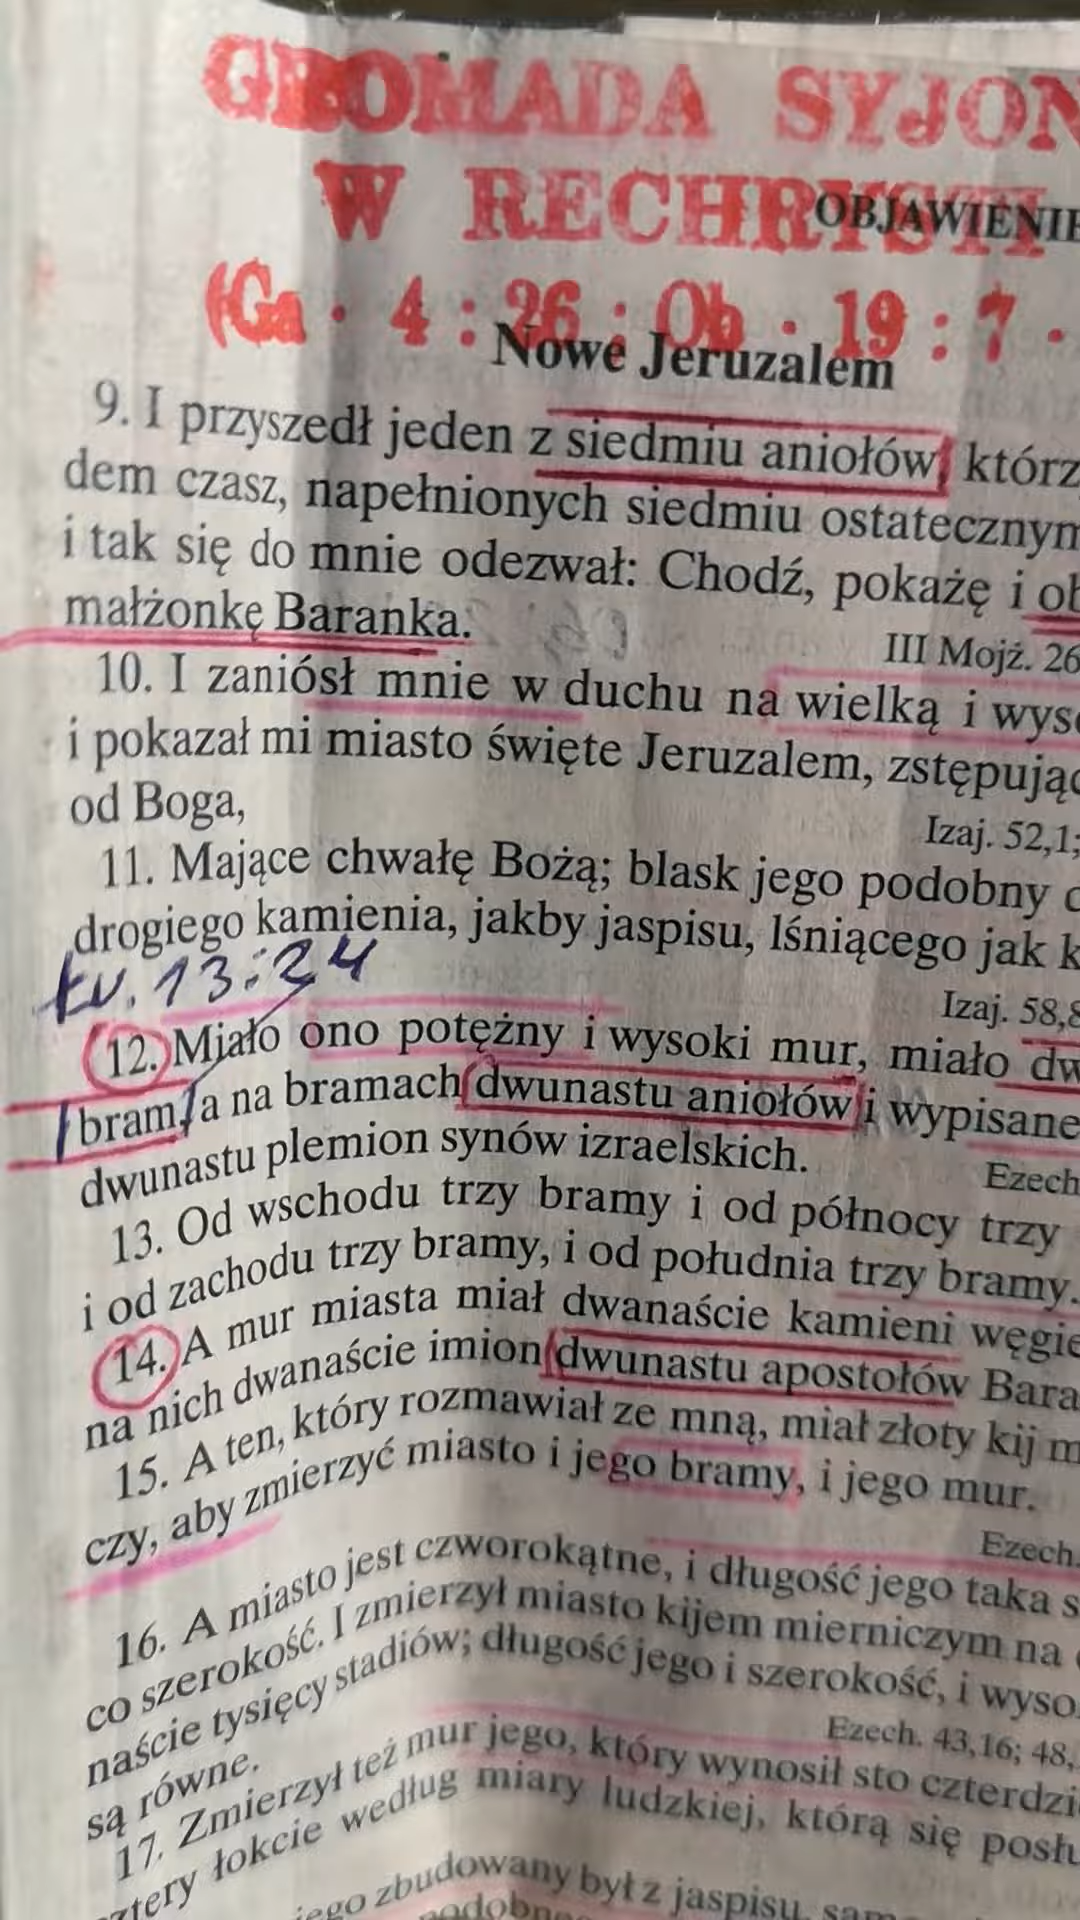 GROMADA SYJON
W RECHRYSTI
OBJAWIENIE
(Ga. 4:26; Ob. 19:7.
Nowe Jeruzalem
9. I przyszedł jeden z siedmiu aniołów, którz
dem czasz, napełnionych siedmiu ostatecznym
i tak się do mnie odezwał: Chodź, pokażę i ob
małżonkę Baranka.
III Mojż. 26
10. I zaniósł mnie w duchu na wielką i wyso
i pokazał mi miasto święte Jeruzalem, zstępując
od Boga,
Izaj. 52,1;
11. Mające chwałę Bożą; blask jego podobny d
drogiego kamienia, jakby jaspisu, lśniącego jak k
Łu. 13:24
Izaj. 58,8
12. Miało ono potężny i wysoki mur, miało dw
bram, a na bramach dwunastu aniołów i wypisane
dwunastu plemion synów izraelskich.
Ezech
13. Od wschodu trzy bramy i od północy trzy
i od zachodu trzy bramy, i od południa trzy bramy.
14. A mur miasta miał dwanaście kamieni węgie
na nich dwanaście imion dwunastu apostołów Bara
15. A ten, który rozmawiał ze mną, miał złoty kij m
czy, aby zmierzyć miasto i jego bramy, i jego mur.
Ezech.
16. A miasto jest czworokątne, i długość jego taka s
co szerokość. I zmierzył miasto kijem mierniczym na
naście tysięcy stadiów; długość jego i szerokość, i wyso
są równe.
Ezech. 43,16; 48,
17. Zmierzył też mur jego, który wynosił sto czterdzi
ztery łokcie według miary ludzkiej, którą się posłu
jego zbudowany był z jaspisu, sam